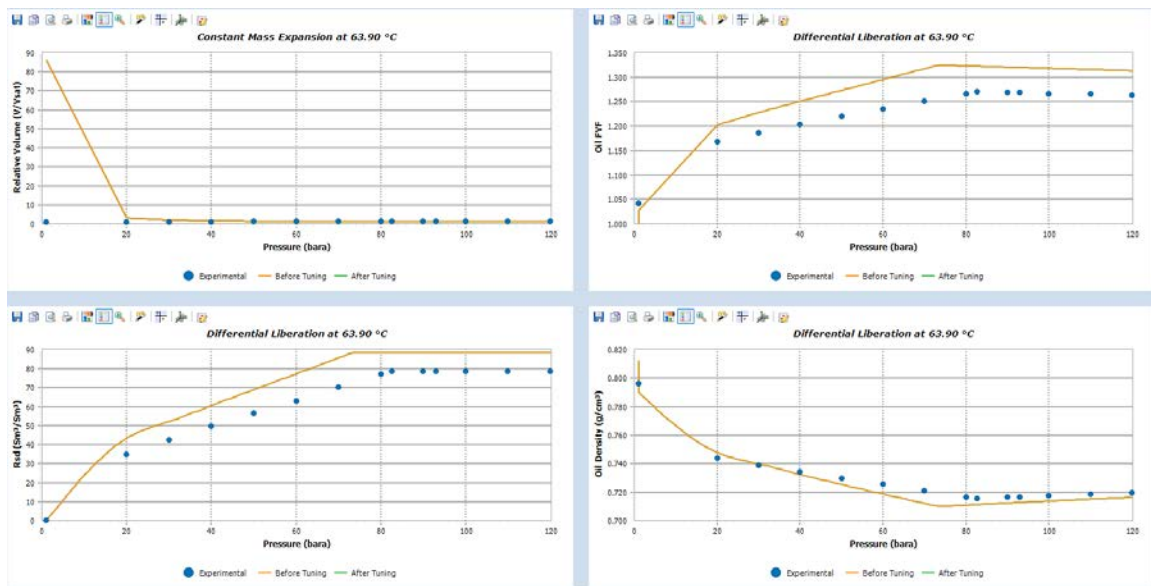 Constant Mass Expansion at 63.90 °C
Relative Volume (V/Vsat)
90
80
70
60
50
40
30
20
10
0
0 20 40 60 80 100 120
Pressure (bara)
Experimental Before Tuning After Tuning
Differential Liberation at 63.90 °C
Oil FVF
1.350
1.300
1.250
1.200
1.150
1.100
1.050
1.000
0 20 40 60 80 100 120
Pressure (bara)
Experimental Before Tuning After Tuning
Differential Liberation at 63.90 °C
Rsd (Sm³/Sm³)
90
80
70
60
50
40
30
20
10
0
0 20 40 60 80 100 120
Pressure (bara)
Experimental Before Tuning After Tuning
Differential Liberation at 63.90 °C
Oil Density (g/cm³)
0.820
0.800
0.780
0.760
0.740
0.720
0.700
0 20 40 60 80 100 120
Pressure (bara)
Experimental Before Tuning After Tuning